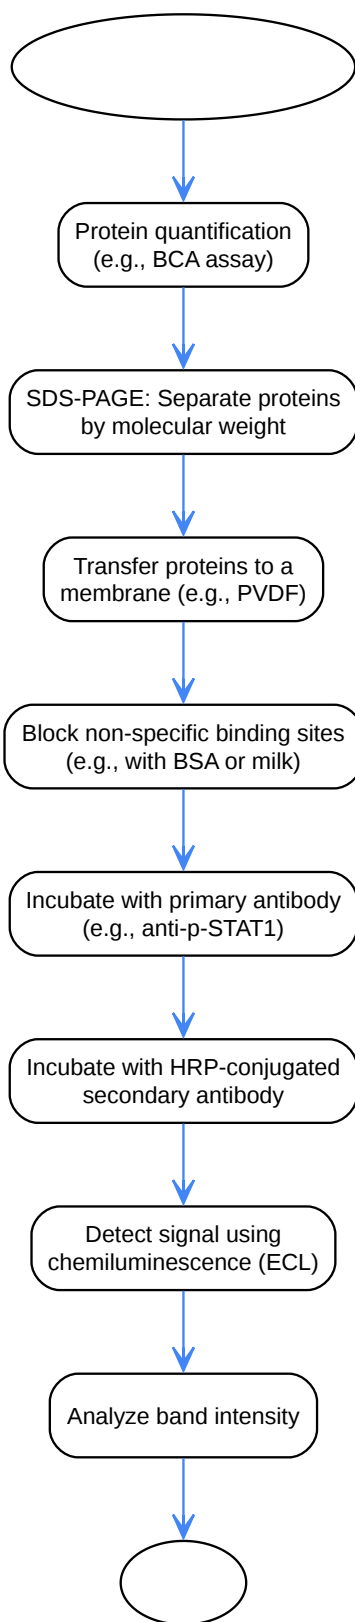 Protein quantification
(e.g., BCA assay)
SDS-PAGE: Separate proteins
by molecular weight
Transfer proteins to a
membrane (e.g., PVDF)
Block non-specific binding sites
(e.g., with BSA or milk)
Incubate with primary antibody
(e.g., anti-p-STAT1)
Incubate with HRP-conjugated
secondary antibody
Detect signal using
chemiluminescence (ECL)
Analyze band intensity